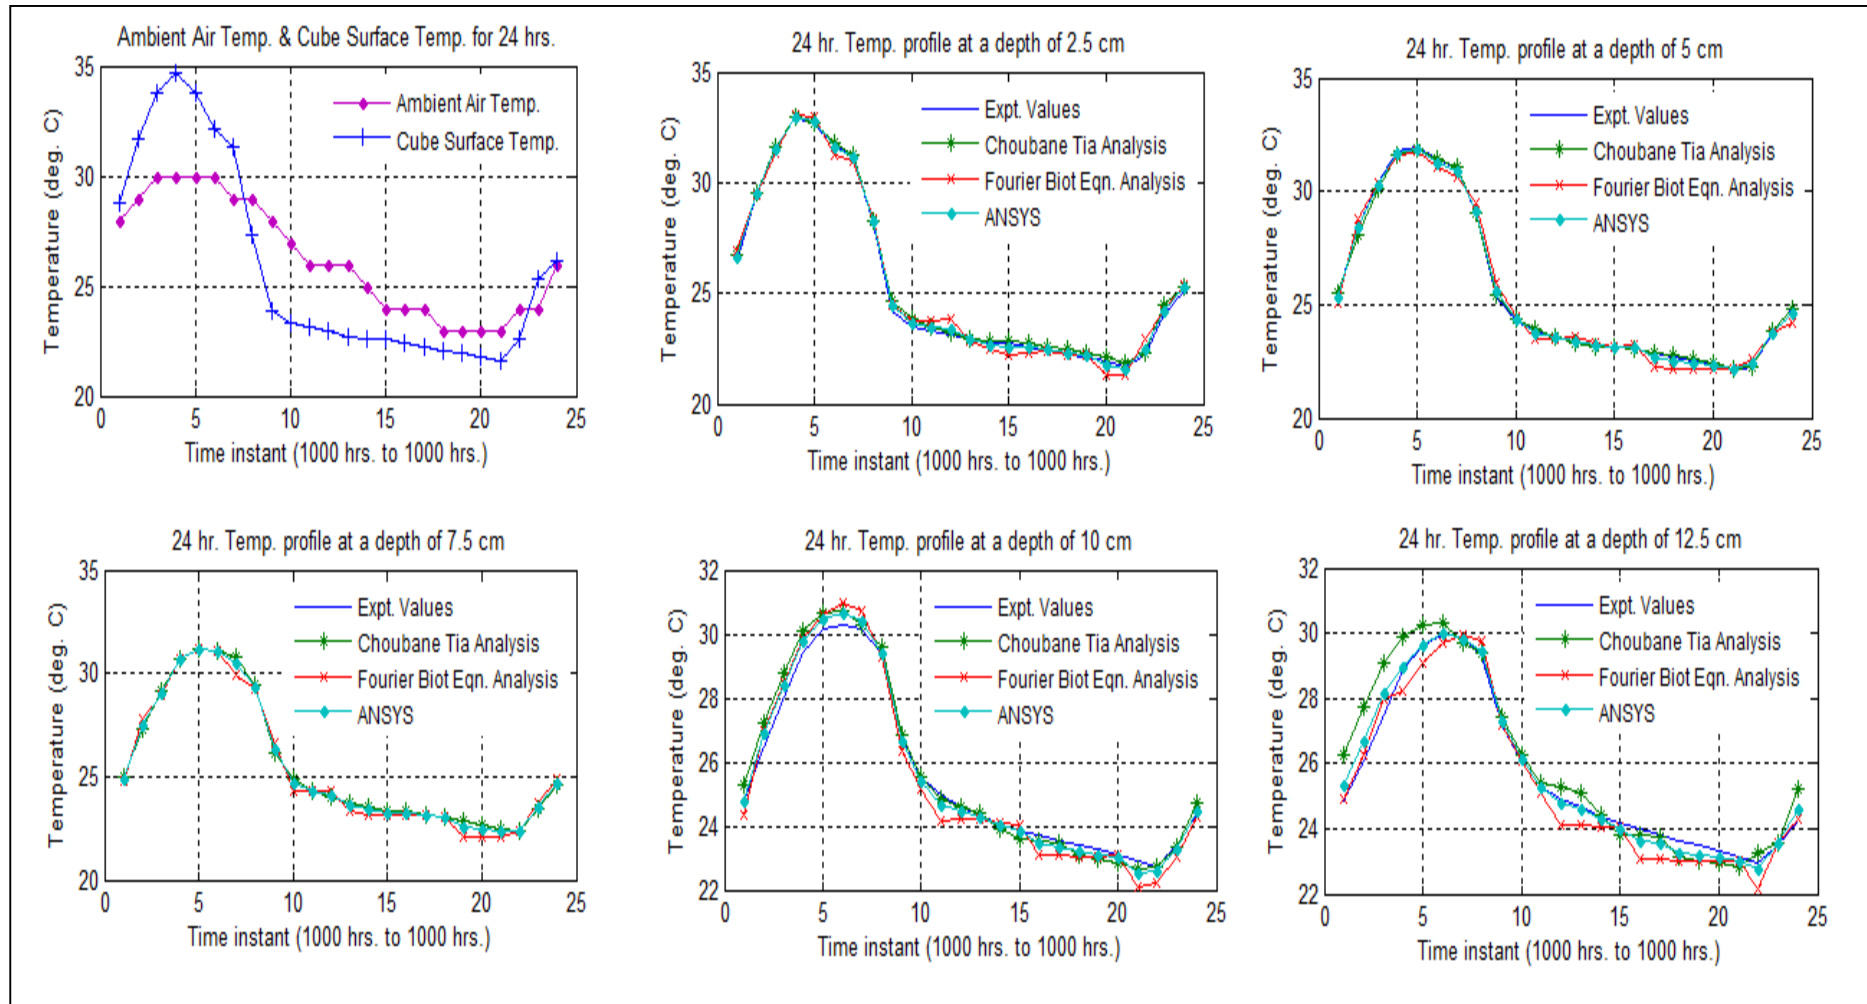 Ambient Air Temp. & Cube Surface Temp. for 24 hrs.
35
30
25
20
0 5 10 15 20 25
Temperature (deg. C)
Time instant (1000 hrs. to 1000 hrs.)
Ambient Air Temp.
Cube Surface Temp.
24 hr. Temp. profile at a depth of 2.5 cm
35
30
25
20
0 5 10 15 20 25
Temperature (deg. C)
Time instant (1000 hrs. to 1000 hrs.)
Expt. Values
Choubane Tia Analysis
Fourier Biot Eqn. Analysis
ANSYS
24 hr. Temp. profile at a depth of 5 cm
35
30
25
20
0 5 10 15 20 25
Temperature (deg. C)
Time instant (1000 hrs. to 1000 hrs.)
Expt. Values
Choubane Tia Analysis
Fourier Biot Eqn. Analysis
ANSYS
24 hr. Temp. profile at a depth of 7.5 cm
35
30
25
20
0 5 10 15 20 25
Temperature (deg. C)
Time instant (1000 hrs. to 1000 hrs.)
Expt. Values
Choubane Tia Analysis
Fourier Biot Eqn. Analysis
ANSYS
24 hr. Temp. profile at a depth of 10 cm
32
30
28
26
24
22
0 5 10 15 20 25
Temperature (deg. C)
Time instant (1000 hrs. to 1000 hrs.)
Expt. Values
Choubane Tia Analysis
Fourier Biot Eqn. Analysis
ANSYS
24 hr. Temp. profile at a depth of 12.5 cm
32
30
28
26
24
22
0 5 10 15 20 25
Temperature (deg. C)
Time instant (1000 hrs. to 1000 hrs.)
Expt. Values
Choubane Tia Analysis
Fourier Biot Eqn. Analysis
ANSYS